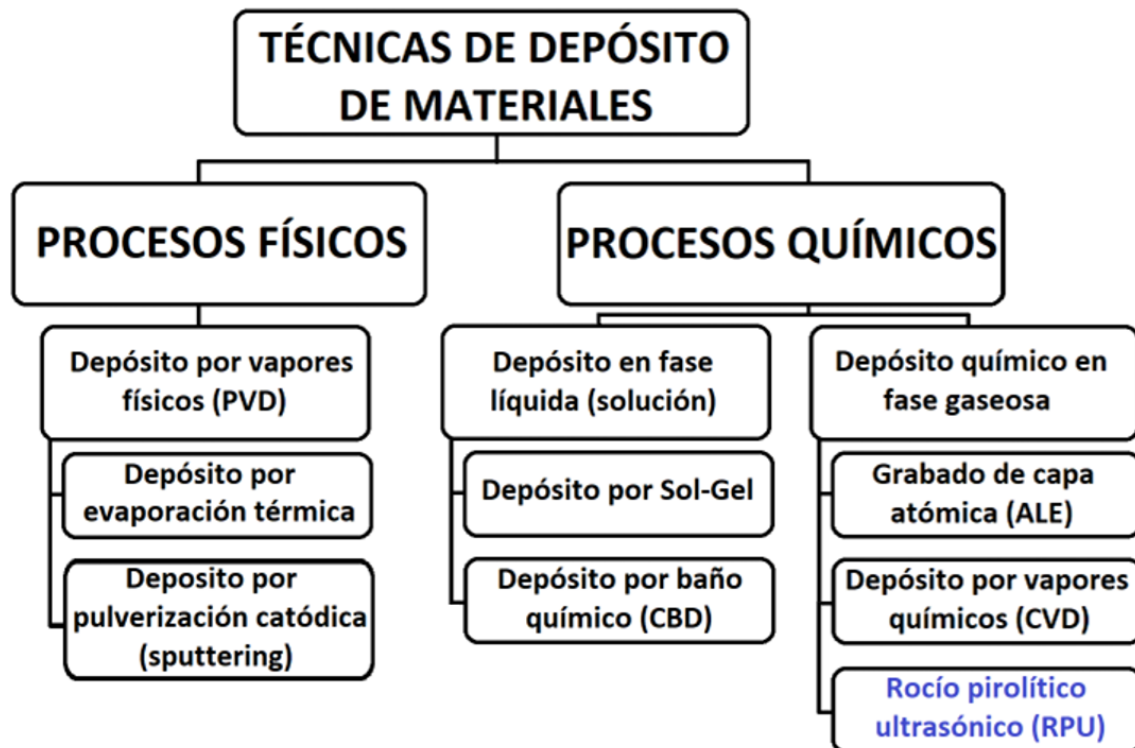 TÉCNICAS DE DEPÓSITO
DE MATERIALES
PROCESOS FÍSICOS
PROCESOS QUÍMICOS
Depósito por vapores
físicos (PVD)
Depósito por
evaporación térmica
Deposito por
pulverización catódica
(sputtering)
Depósito en fase
líquida (solución)
Depósito por Sol-Gel
Depósito por baño
químico (CBD)
Depósito químico en
fase gaseosa
Grabado de capa
atómica (ALE)
Depósito por vapores
químicos (CVD)
Rocío pirolítico
ultrasónico (RPU)